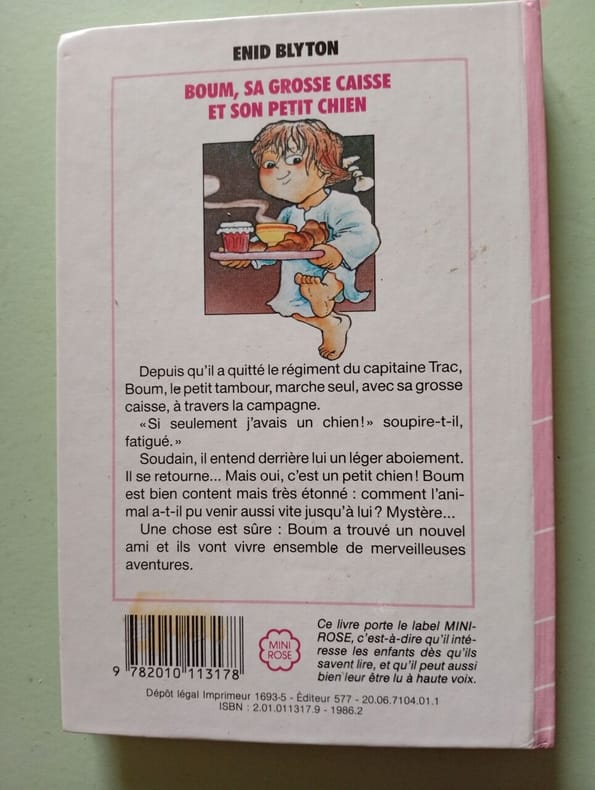 ENID BLYTON
BOUM, SA GROSSE CAISSE
ET SON PETIT CHIEN
Depuis qu'il a quitté le régiment du capitaine Trac,
Boum, le petit tambour, marche seul, avec sa grosse
caisse, à travers la campagne.
«Si seulement j'avais un chien!» soupire-t-il,
fatigué.»
Soudain, il entend derrière lui un léger aboiement.
Il se retourne... Mais oui, c'est un petit chien! Boum
est bien content mais très étonné : comment l'ani-
mal a-t-il pu venir aussi vite jusqu'à lui? Mystère...
Une chose est sûre : Boum a trouvé un nouvel
ami et ils vont vivre ensemble de merveilleuses
aventures.
9 782010 113178
MINI
ROSE
Ce livre porte le label MINI-
ROSE, c'est-à-dire qu'il inté-
resse les enfants dès qu'ils
savent lire, et qu'il peut aussi
bien leur être lu à haute voix.
Dépôt légal Imprimeur 1693-5 - Éditeur 577 - 20.06.7104.01.1
ISBN : 2.01.011317.9 - 1986.2